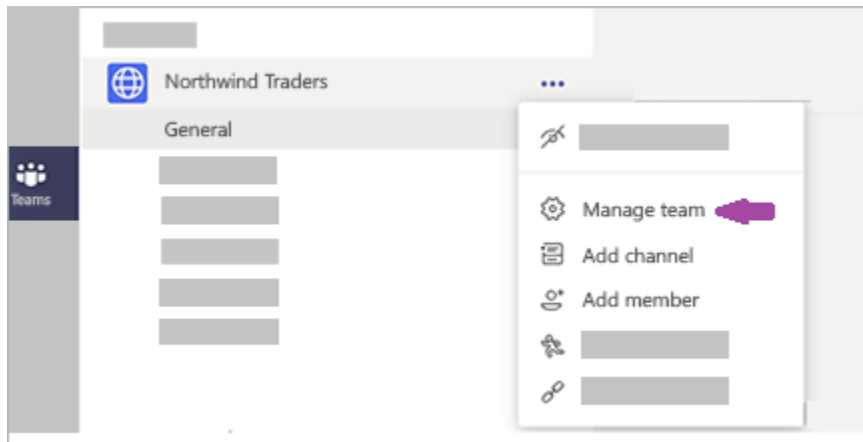 Northwind Traders
General
Teams
Manage team
Add channel
Add member